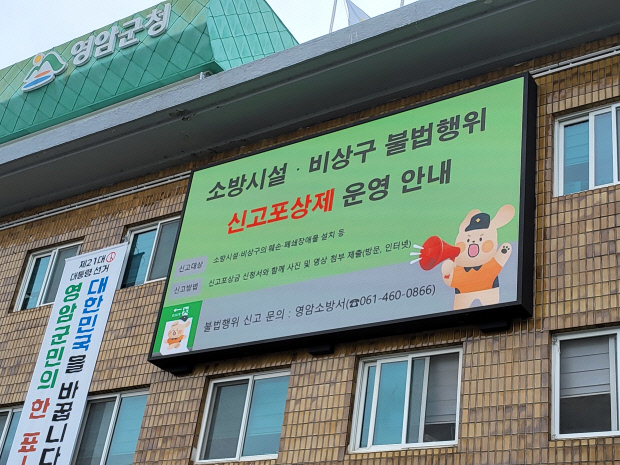 영암군청
소방시설 · 비상구 불법행위
신고포상제 운영 안내
신고대상 소방시설·비상구의 훼손·폐쇄장애물 설치 등
신고방법 신고포상금 신청서와 함께 사진 및 영상 첨부 제출(방문, 인터넷)
불법행위 신고 문의 : 영암소방서(☎061-460-0866)
제21대
대통령선거
대한민국을 바꿉니다
영암군민의 한 표